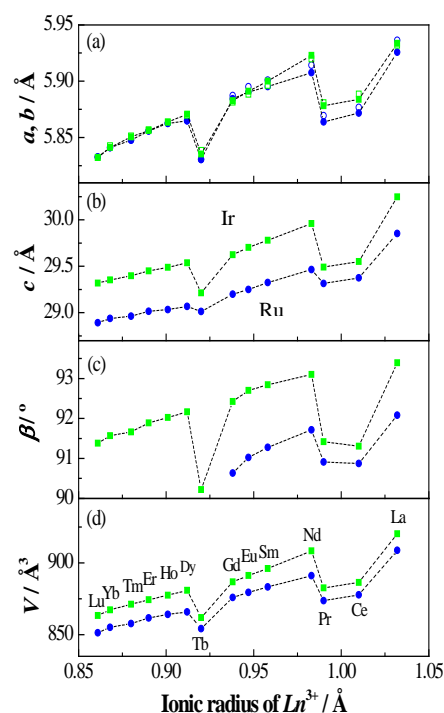 5.95
(a)
5.90
a, b / Å
5.85
(b)
30.0
Ir
29.5
c / Å
29.0
Ru
(c)
93
92
β / °
91
90
(d)
La
Nd
900
Gd Eu Sm
V / Å³
Lu Yb Tm Er Ho Dy
Pr
Ce
850
Tb
0.85
0.90
0.95
1.00
1.05
Ionic radius of Ln³⁺ / Å